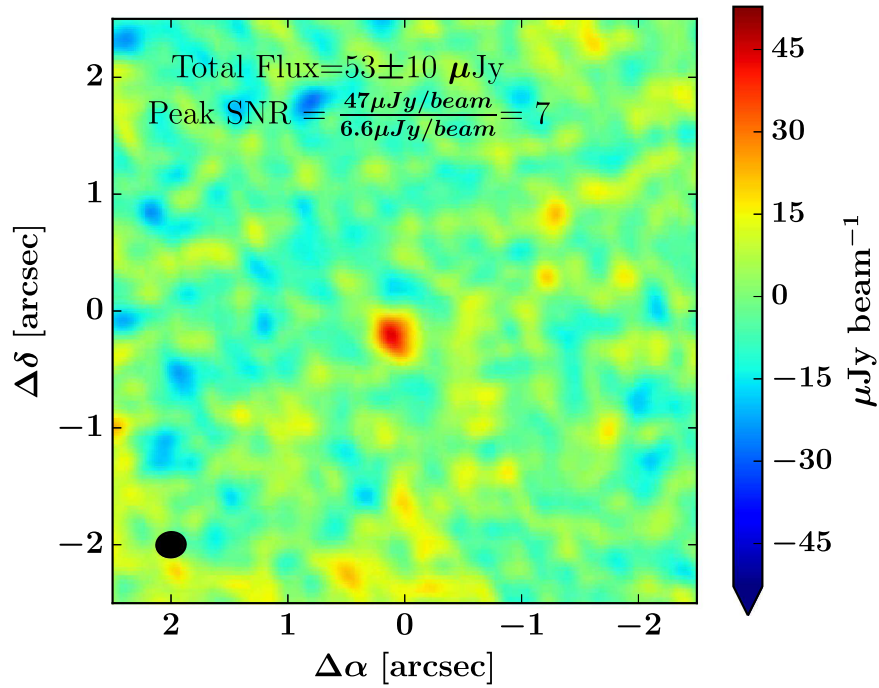 Total Flux=53±10 μJy
Peak SNR = 47μJy/beam / 6.6μJy/beam = 7
2
1
0
−1
−2
Δδ [arcsec]
2 1 0 −1 −2
Δα [arcsec]
45
30
15
0
−15
−30
−45
μJy beam⁻¹